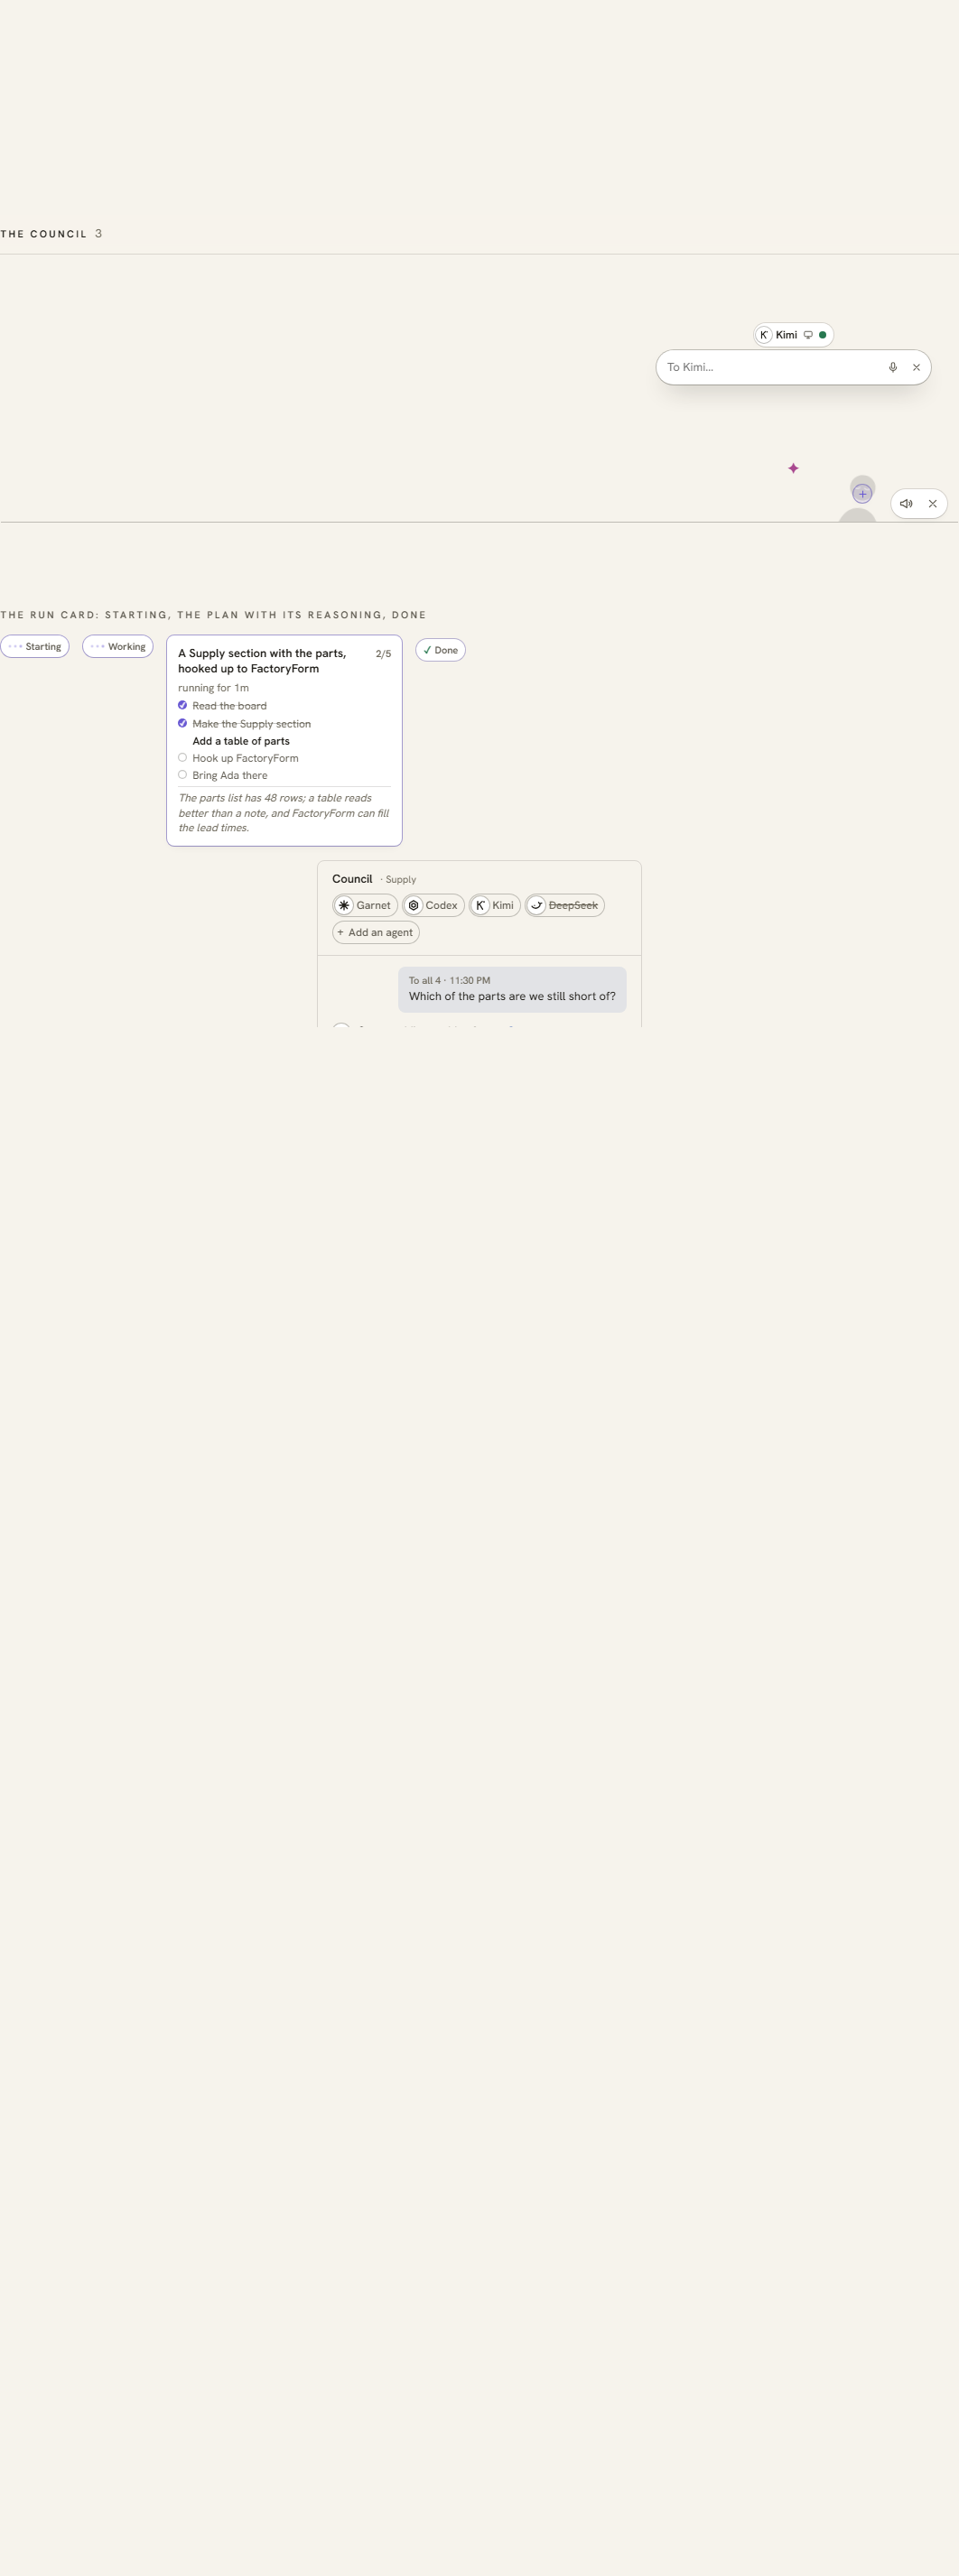 THE COUNCIL 3
Kimi
To Kimi...
THE RUN CARD: STARTING, THE PLAN WITH ITS REASONING, DONE
Starting
Working
A Supply section with the parts, 2/5
hooked up to FactoryForm
running for 1m
Read the board
Make the Supply section
Add a table of parts
Hook up FactoryForm
Bring Ada there
The parts list has 48 rows; a table reads
better than a note, and FactoryForm can fill
the lead times.
Done
Council · Supply
Garnet Codex Kimi DeepSeek
+ Add an agent
To all 4 · 11:30 PM
Which of the parts are we still short of?